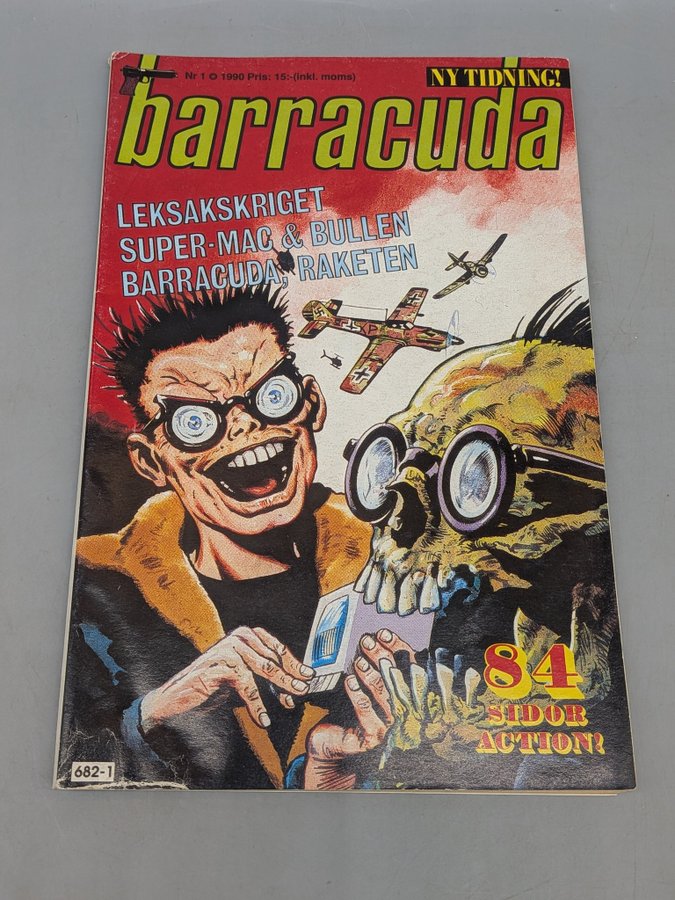 Nr 1 © 1990 Pris: 15:-(inkl. moms)
NY TIDNING!
barracuda
LEKSAKSKRIGET
SUPER-MAC & BULLEN
BARRACUDA, RAKETEN
84
SIDOR
ACTION!
682-1